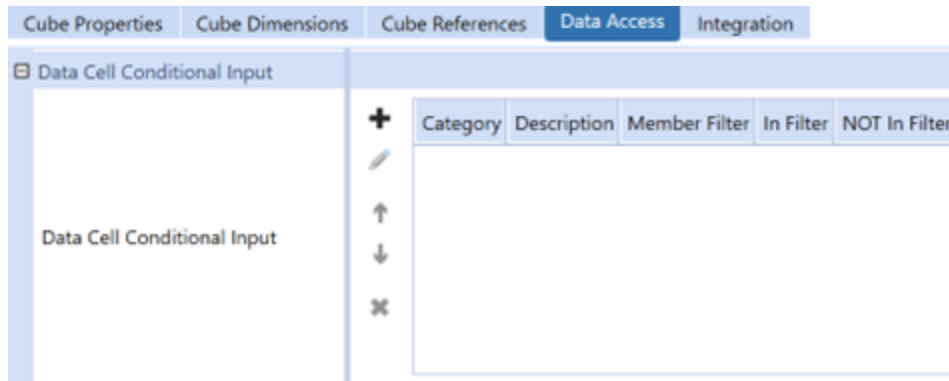 Cube Properties Cube Dimensions Cube References Data Access Integration
Data Cell Conditional Input
Category Description Member Filter In Filter NOT In Filter
Data Cell Conditional Input